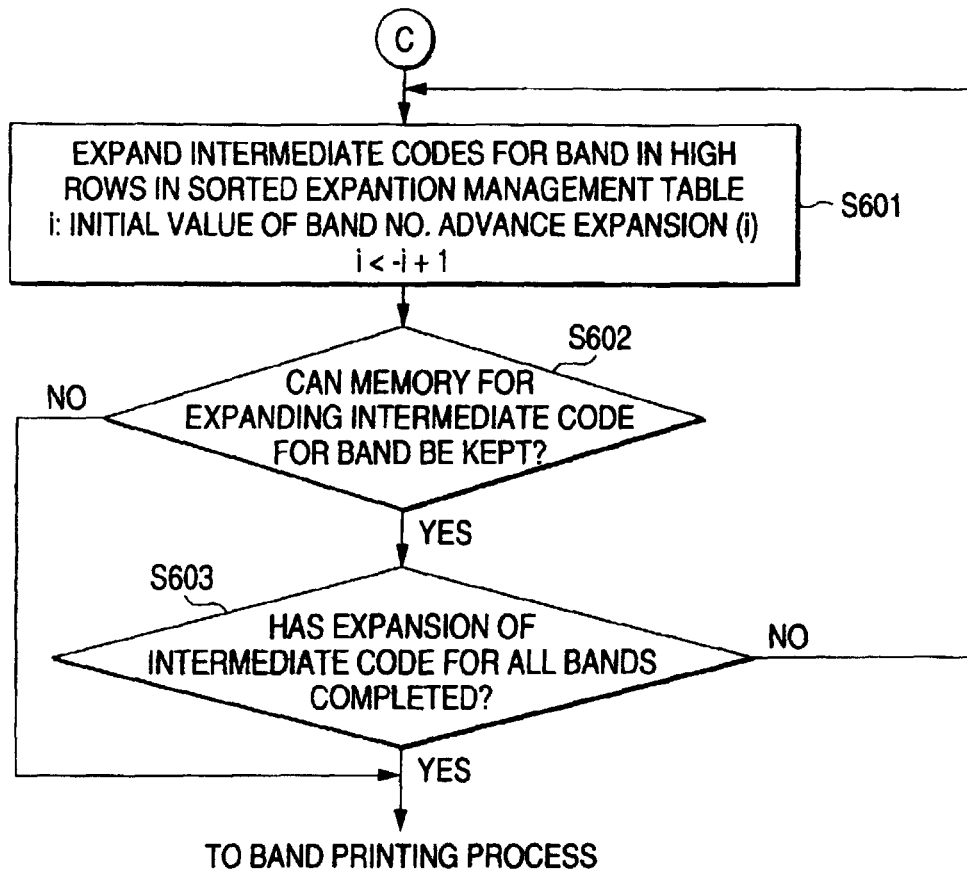 C
EXPAND INTERMEDIATE CODES FOR BAND IN HIGH
ROWS IN SORTED EXPANTION MANAGEMENT TABLE
i: INITIAL VALUE OF BAND NO. ADVANCE EXPANSION (i)
i < -i + 1
S601
S602
CAN MEMORY FOR
EXPANDING INTERMEDIATE CODE
FOR BAND BE KEPT?
NO
YES
S603
HAS EXPANSION OF
INTERMEDIATE CODE FOR ALL BANDS
COMPLETED?
NO
YES
TO BAND PRINTING PROCESS